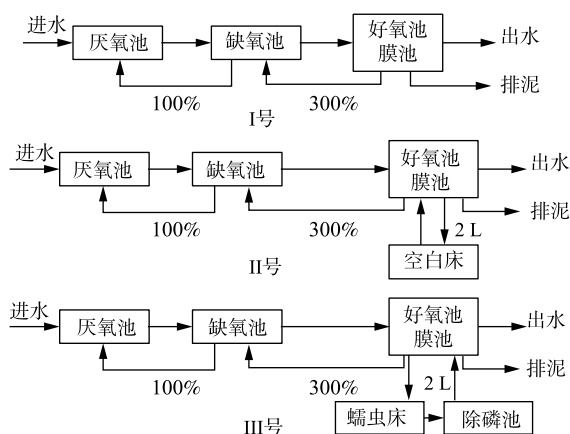 进水
厌氧池
缺氧池
好氧池
膜池
出水
排泥
100%
300%
I号
进水
厌氧池
缺氧池
好氧池
膜池
出水
排泥
100%
300%
2 L
空白床
II号
进水
厌氧池
缺氧池
好氧池
膜池
出水
排泥
100%
300%
2 L
蠕虫床
除磷池
III号